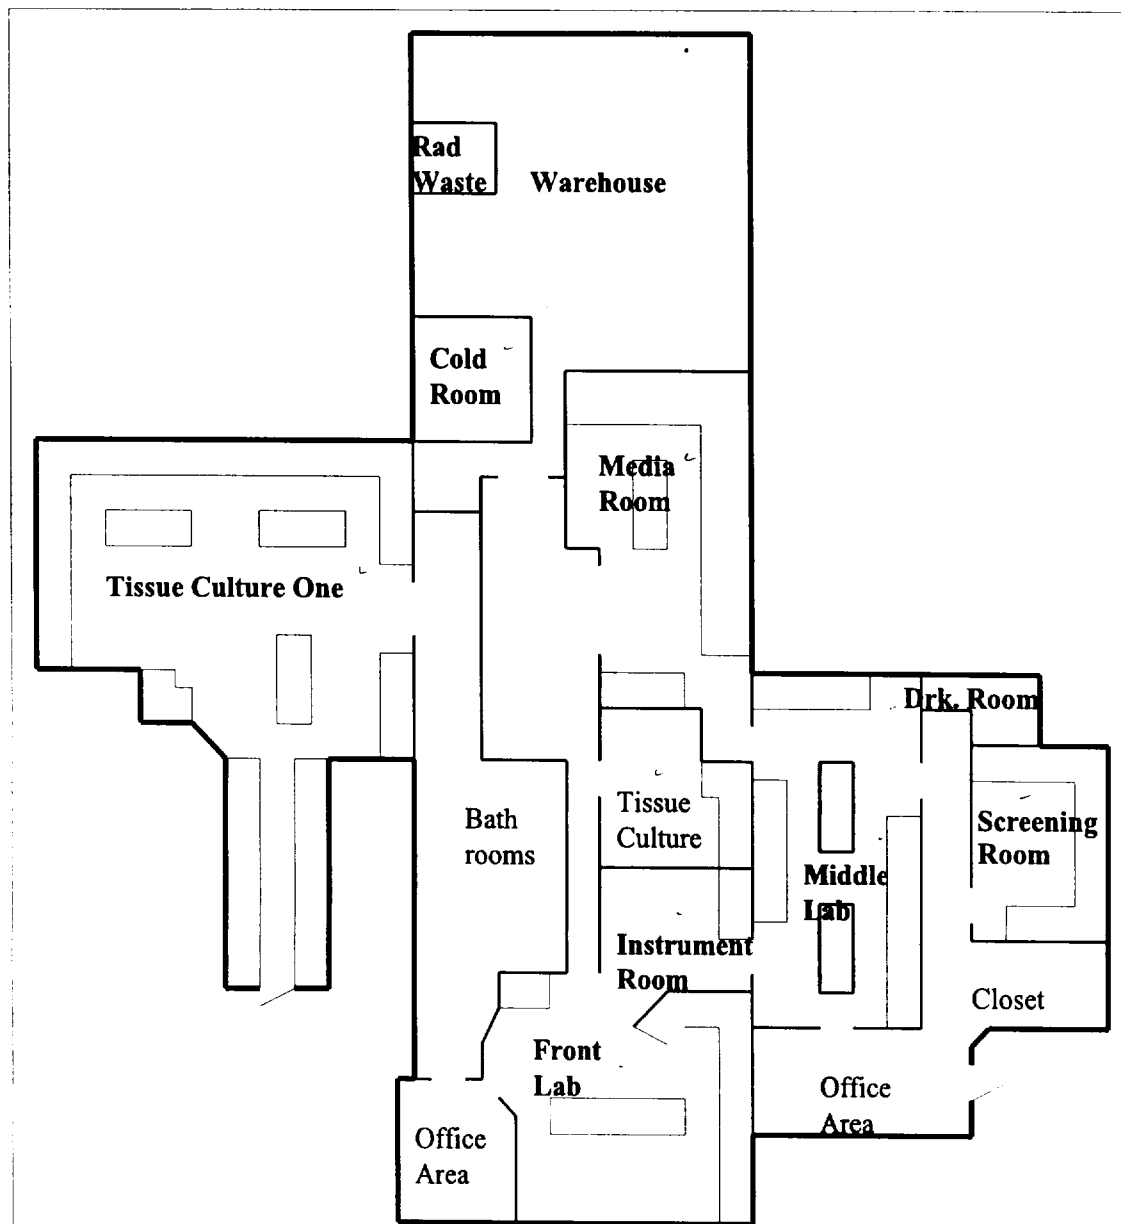 Rad
Waste
Warehouse
Cold
Room
Media
Room
Tissue Culture One
Drk. Room
Bath
rooms
Tissue
Culture
Screening
Room
Middle
Lab
Instrument
Room
Closet
Front
Lab
Office
Area
Office
Area